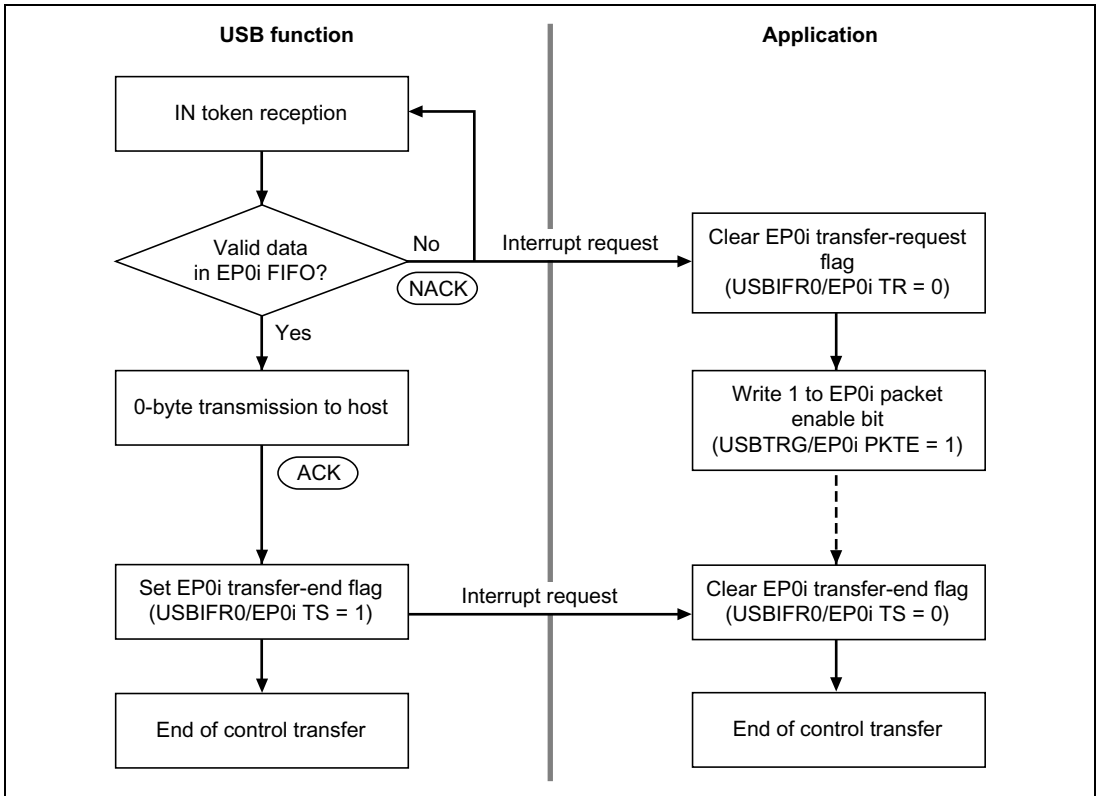 USB function
Application
IN token reception
Valid data
in EP0i FIFO?
No
NACK
Interrupt request
Clear EP0i transfer-request
flag
(USBIFR0/EP0i TR = 0)
Yes
0-byte transmission to host
Write 1 to EP0i packet
enable bit
(USBTRG/EP0i PKTE = 1)
ACK
Set EP0i transfer-end flag
(USBIFR0/EP0i TS = 1)
Interrupt request
Clear EP0i transfer-end flag
(USBIFR0/EP0i TS = 0)
End of control transfer
End of control transfer